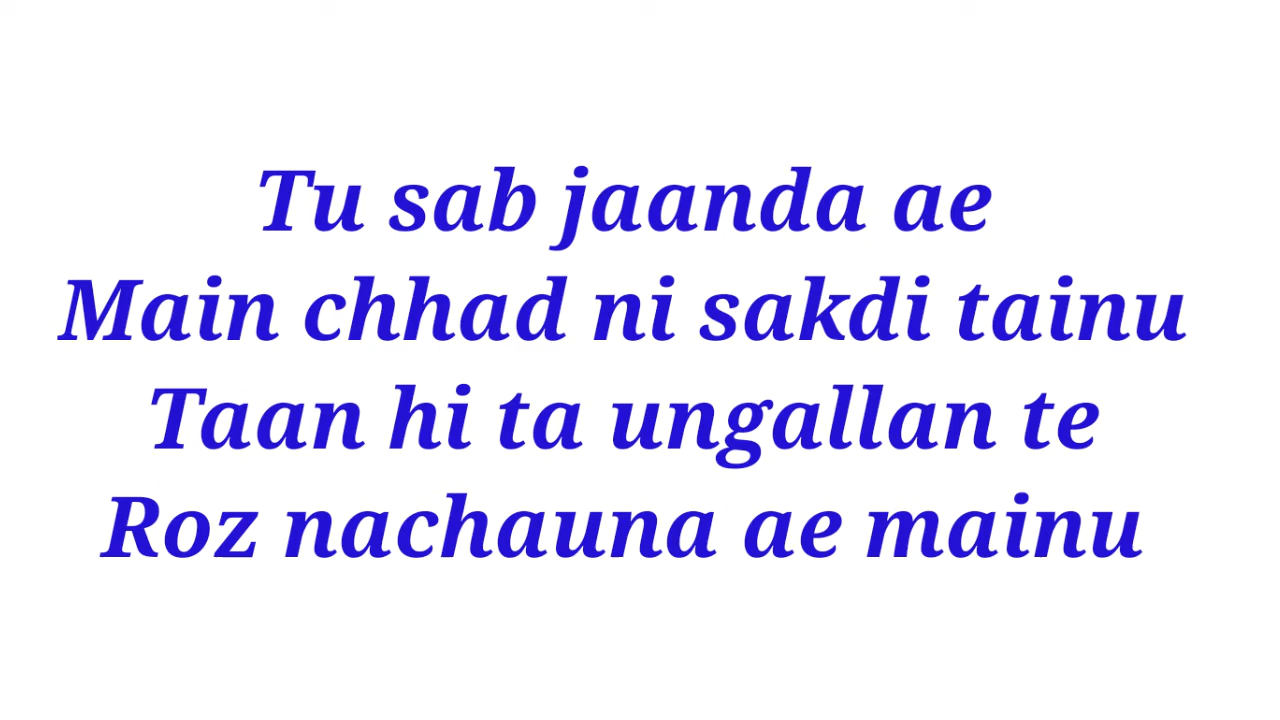 Tu sab jaanda ae
Main chhad ni sakdi tainu
Taan hi ta ungallan te
Roz nachauna ae mainu